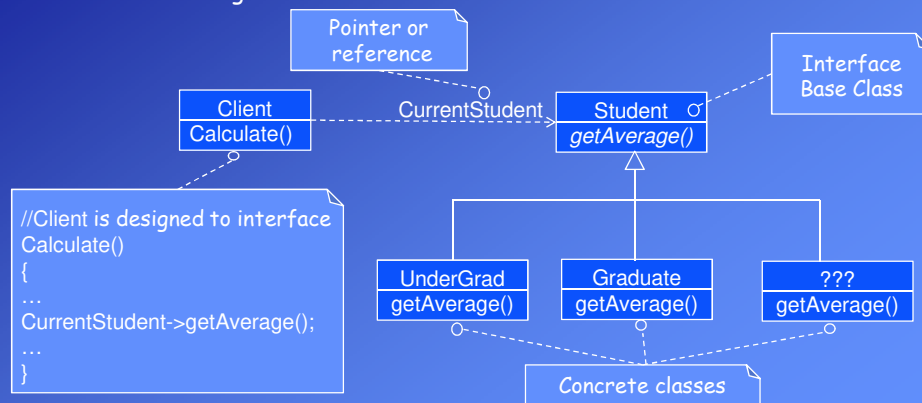 Pointer or
reference
Interface
Base Class
Client
Calculate()
CurrentStudent
Student
getAverage()
//Client is designed to interface
Calculate()
{
…
CurrentStudent->getAverage();
…
}
UnderGrad
getAverage()
Graduate
getAverage()
???
getAverage()
Concrete classes